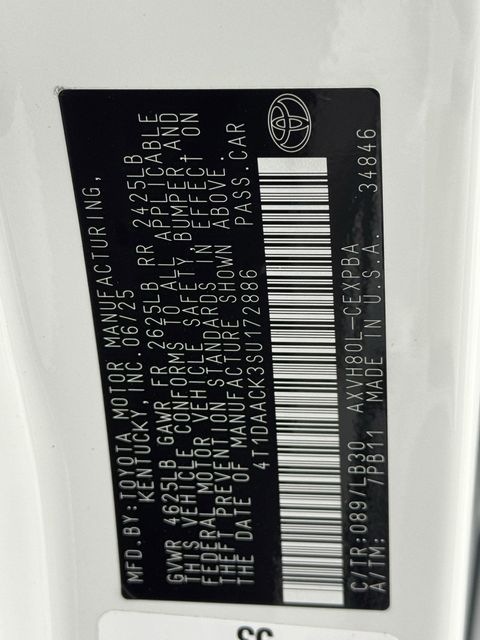 MFD. BY:TOYOTA MOTOR MANUFACTURING,
KENTUCKY, INC.06/25
GVWR 4625LB GAWR FR 2625LB RR 2425LB
THIS VEHICLE CONFORMS TO ALL APPLICABLE
FEDERAL MOTOR VEHICLE SAFETY,BUMPER,AND
THEFT PREVENTION STANDARDS IN EFFECT ON
THE DATE OF MANUFACTURE SHOWN ABOVE.
4T1DAACK3SU172886 PASS.CAR
C/TR:089/LB30 AXVH80L-CEXPBA 34846
A/TM: 7PB11 MADE IN U.S.A.